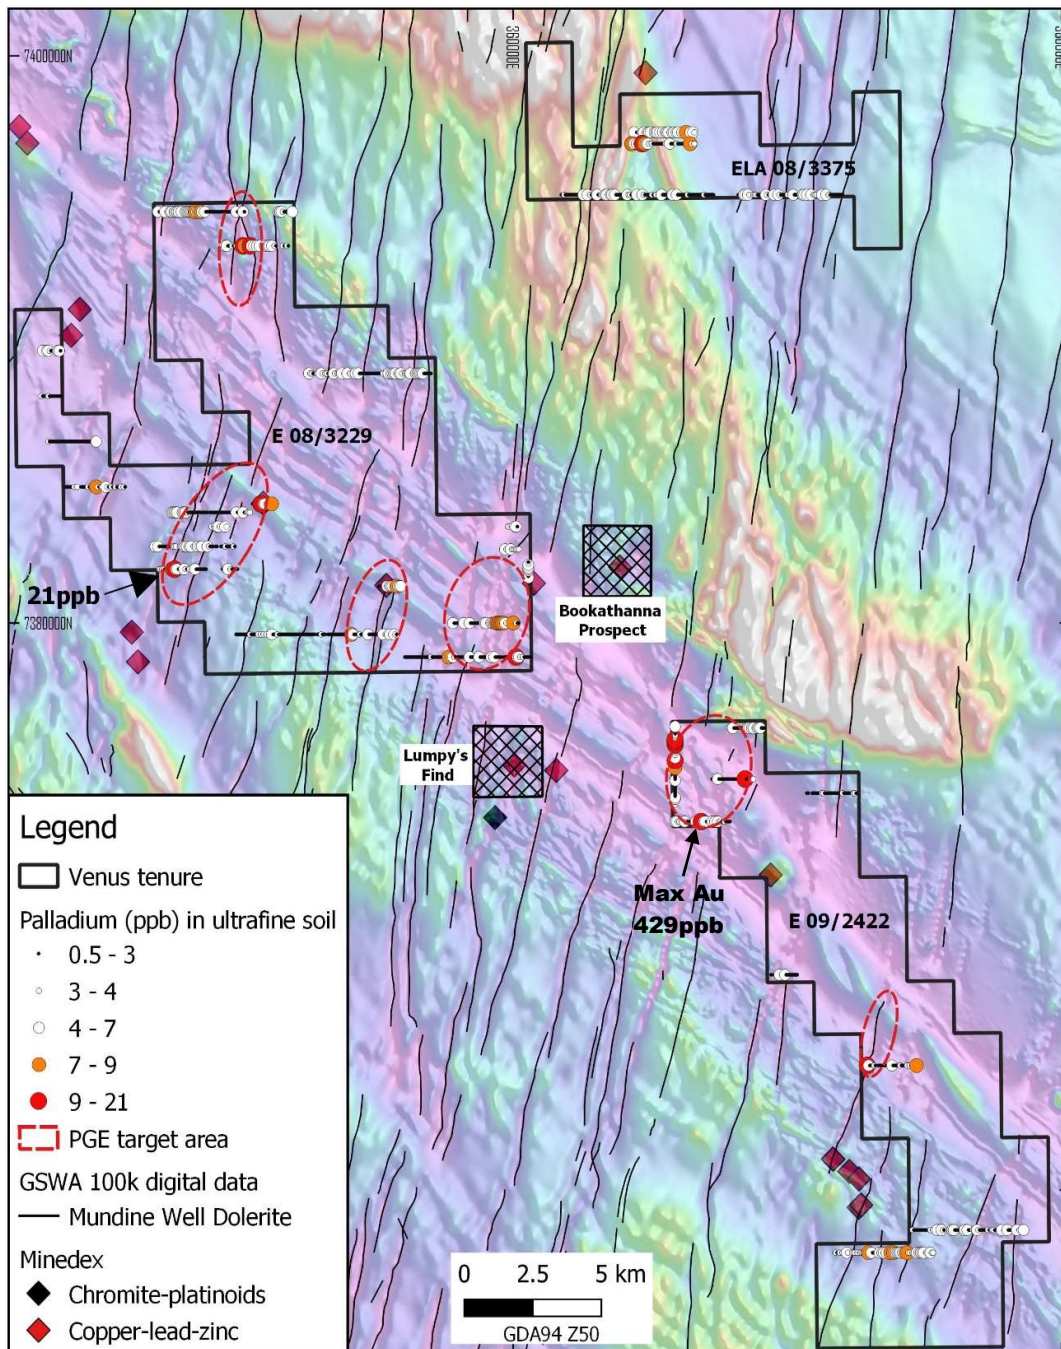 7400000N
360000E
ELA 08/3375
E 08/3229
21ppb
7380000N
Bookathanna
Prospect
Lumpy's
Find
Max Au
429ppb
E 09/2422
Legend
Venus tenure
Palladium (ppb) in ultrafine soil
0.5 - 3
3 - 4
4 - 7
7 - 9
9 - 21
PGE target area
GSWA 100k digital data
Mundine Well Dolerite
Minedex
Chromite-platinoids
Copper-lead-zinc
0 2.5 5 km
GDA94 Z50